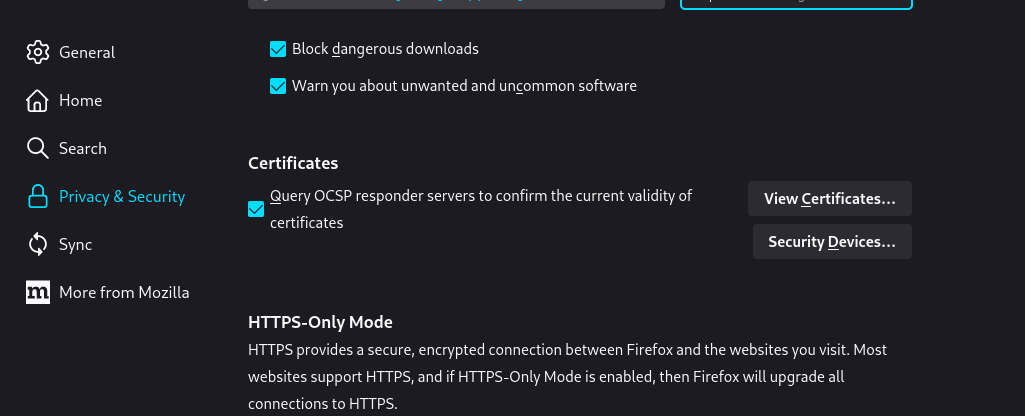 General
Home
Search
Privacy & Security
Sync
m
More from Mozilla
Block dangerous downloads
Warn you about unwanted and uncommon software
Certificates
Query OCSP responder servers to confirm the current validity of
certificates
View Certificates...
Security Devices...
HTTPS-Only Mode
HTTPS provides a secure, encrypted connection between Firefox and the websites you visit. Most
websites support HTTPS, and if HTTPS-Only Mode is enabled, then Firefox will upgrade all
connections to HTTPS.